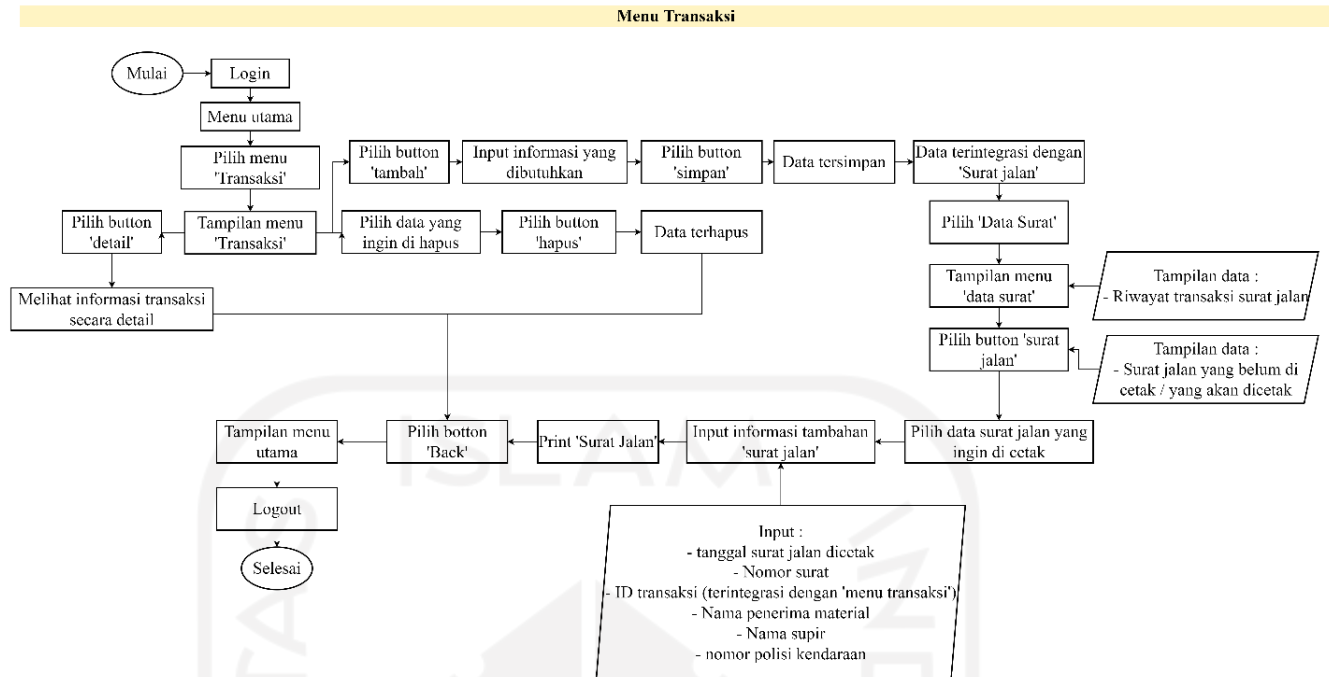 Menu Transaksi
Mulai
Login
Menu utama
Pilih menu
'Transaksi'
Pilih button
'tambah'
Input informasi yang
dibutuhkan
Pilih button
'simpan'
Data tersimpan
Data terintegrasi dengan
'Surat jalan'
Pilih button
'detail'
Tampilan menu
'Transaksi'
Pilih data yang
ingin di hapus
Pilih button
'hapus'
Data terhapus
Pilih 'Data Surat'
Melihat informasi transaksi
secara detail
Tampilan menu
'data surat'
Tampilan data :
- Riwayat transaksi surat jalan
Pilih button 'surat
jalan'
Tampilan data :
- Surat jalan yang belum di
cetak / yang akan dicetak
Tampilan menu
utama
Pilih botton
'Back'
Print 'Surat Jalan'
Input informasi tambahan
'surat jalan'
Pilih data surat jalan yang
ingin di cetak
Logout
Selesai
Input :
- tanggal surat jalan dicetak
- Nomor surat
- ID transaksi (terintegrasi dengan 'menu transaksi')
- Nama penerima material
- Nama supir
- nomor polisi kendaraan
ISLAM